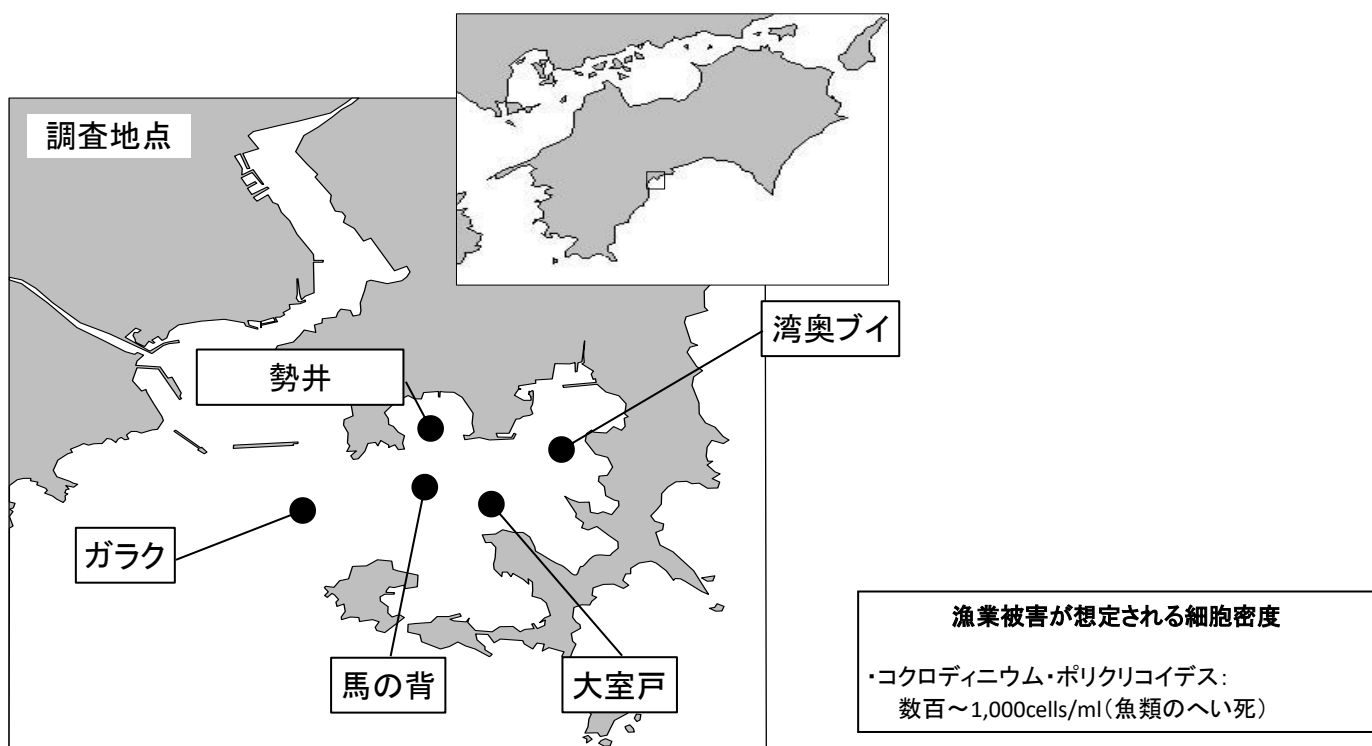 調査地点
湾奥ブイ
勢井
ガラク
馬の背
大室戸
漁業被害が想定される細胞密度
・コクロディニウム・ポリクリコイデス：
数百～1,000cells/ml（魚類のへい死）